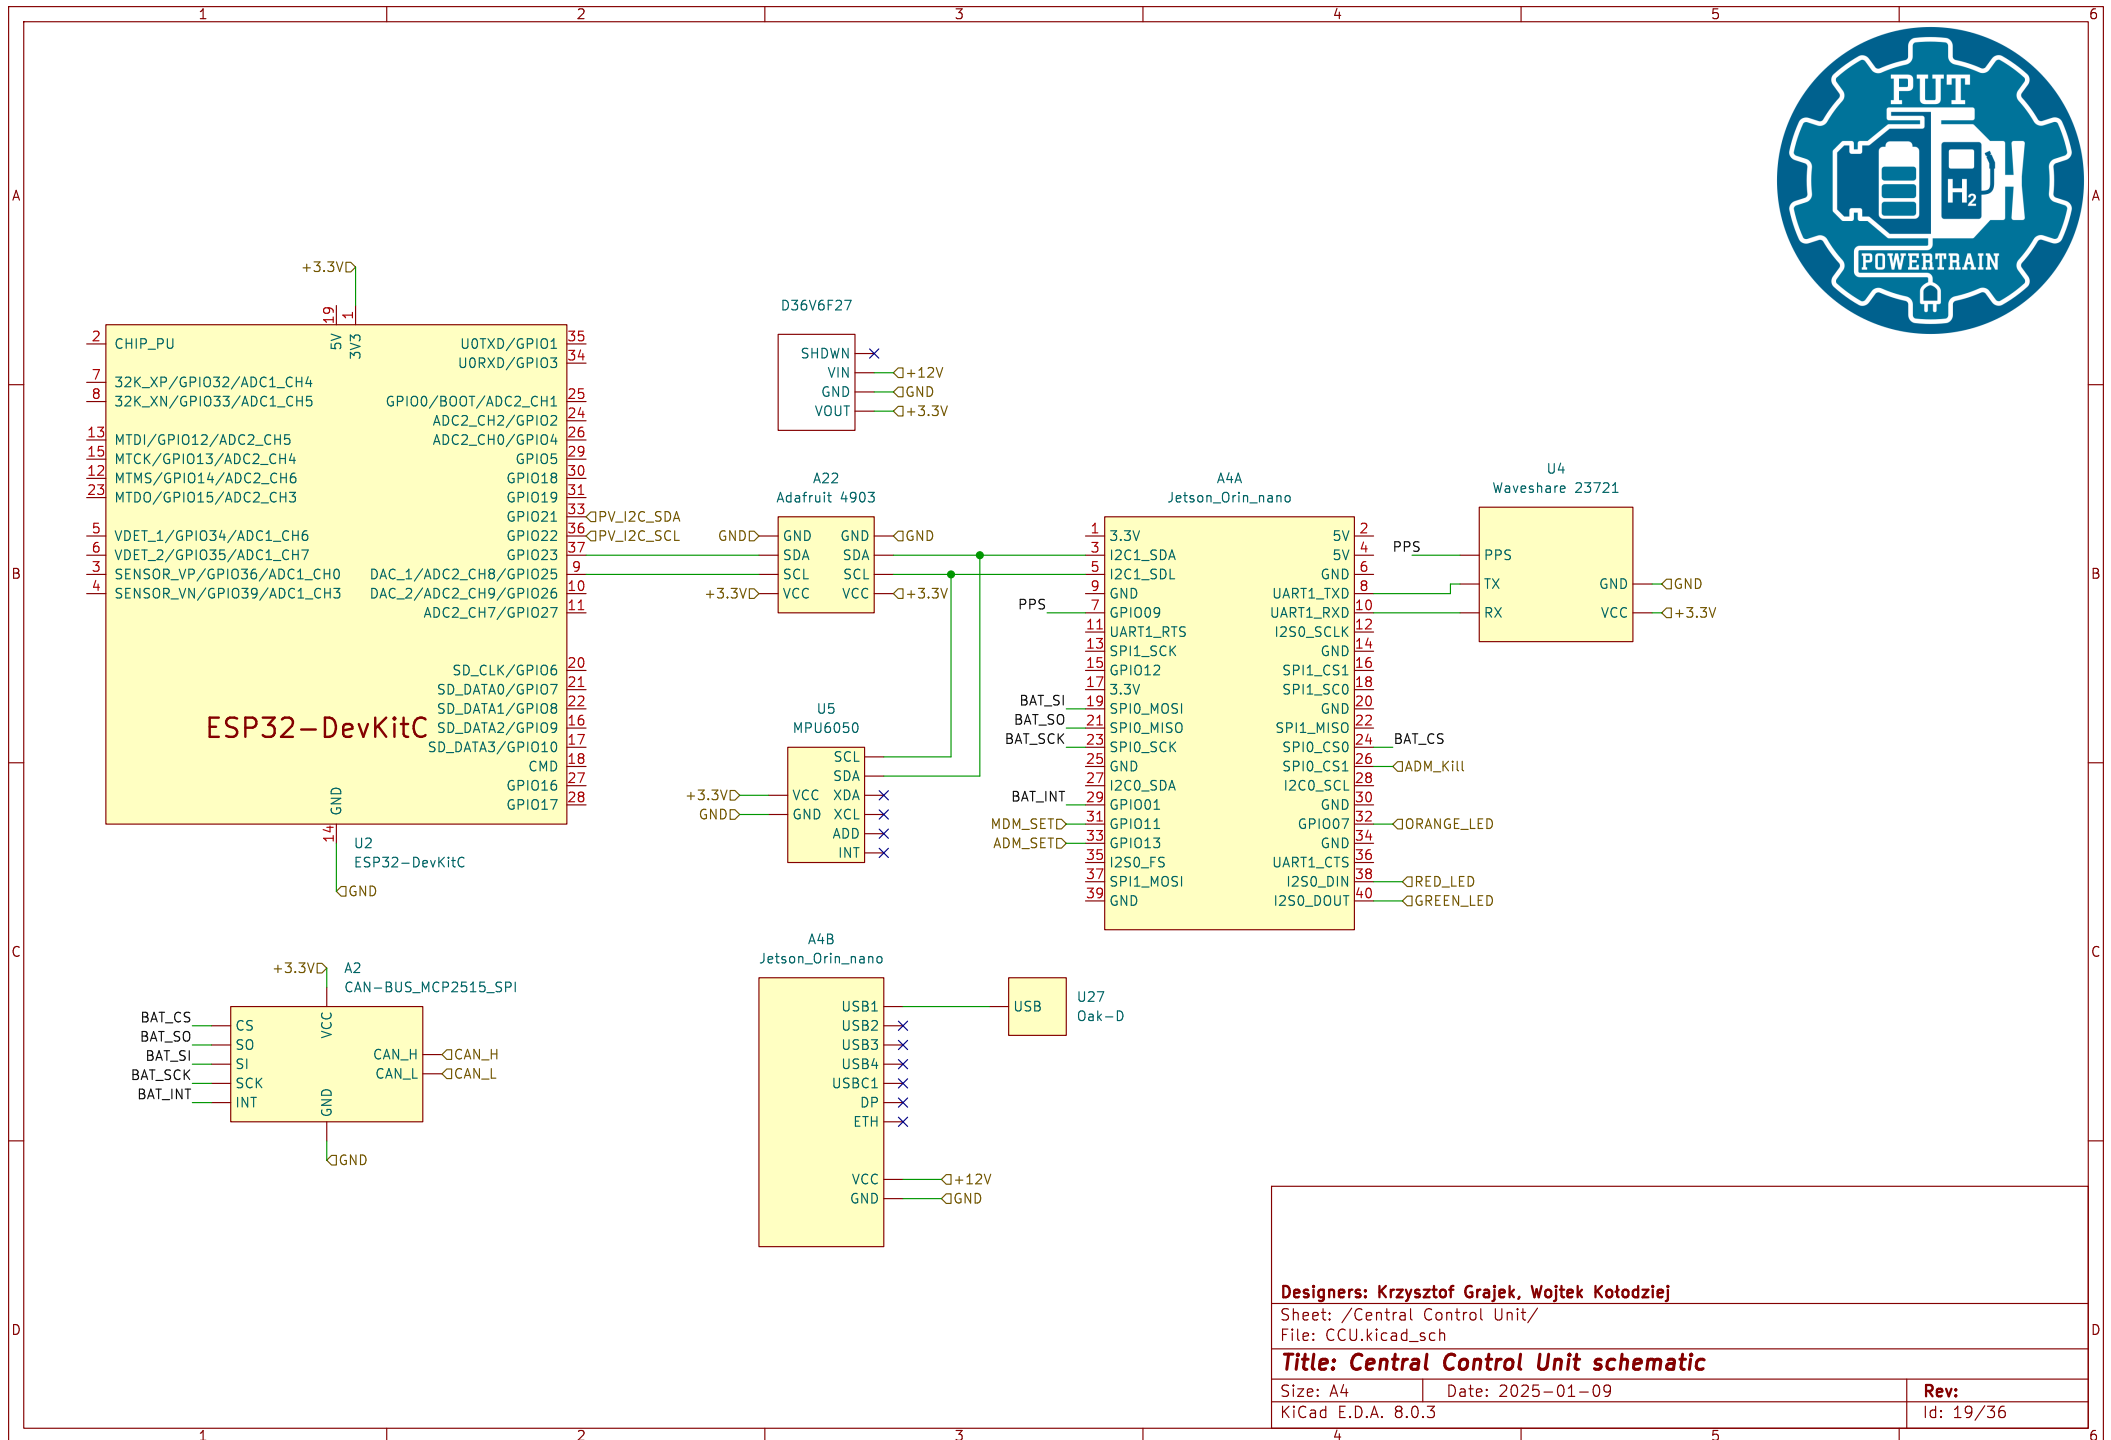 1 2 3 4 5 6
A A
B B
C C
D D
1 2 3 4 5 6
PUT
H2
POWERTRAIN
+3.3V
19 1
5V 3V3
2 CHIP_PU
7 32K_XP/GPIO32/ADC1_CH4
8 32K_XN/GPIO33/ADC1_CH5
13 MTDI/GPIO12/ADC2_CH5
15 MTCK/GPIO13/ADC2_CH4
12 MTMS/GPIO14/ADC2_CH6
23 MTDO/GPIO15/ADC2_CH3
5 VDET_1/GPIO34/ADC1_CH6
6 VDET_2/GPIO35/ADC1_CH7
3 SENSOR_VP/GPIO36/ADC1_CH0
4 SENSOR_VN/GPIO39/ADC1_CH3
U0TXD/GPIO1 35
U0RXD/GPIO3 34
GPIO0/BOOT/ADC2_CH1 25
ADC2_CH2/GPIO2 24
ADC2_CH0/GPIO4 26
GPIO5 29
GPIO18 30
GPIO19 31
GPIO21 33 PV_I2C_SDA
GPIO22 36 PV_I2C_SCL
GPIO23 37
DAC_1/ADC2_CH8/GPIO25 9
DAC_2/ADC2_CH9/GPIO26 10
ADC2_CH7/GPIO27 11
SD_CLK/GPIO6 20
SD_DATA0/GPIO7 21
SD_DATA1/GPIO8 22
SD_DATA2/GPIO9 16
SD_DATA3/GPIO10 17
CMD 18
GPIO16 27
GPIO17 28
ESP32-DevKitC
GND
14
U2
ESP32-DevKitC
GND
D36V6F27
SHDWN
VIN +12V
GND GND
VOUT +3.3V
A22
Adafruit 4903
GND GND GND GND
SDA SDA
SCL SCL
+3.3V VCC VCC +3.3V
U5
MPU6050
SCL
SDA
+3.3V VCC XDA
GND GND XCL
ADD
INT
A4A
Jetson_Orin_nano
1 3.3V 5V 2
3 I2C1_SDA 5V 4
5 I2C1_SDL GND 6
9 GND UART1_TXD 8
PPS 7 GPIO09 UART1_RXD 10
11 UART1_RTS I2S0_SCLK 12
13 SPI1_SCK GND 14
15 GPIO12 SPI1_CS1 16
17 3.3V SPI1_SC0 18
BAT_SI 19 SPI0_MOSI GND 20
BAT_SO 21 SPI0_MISO SPI1_MISO 22
BAT_SCK 23 SPI0_SCK SPI0_CS0 24 BAT_CS
25 GND SPI0_CS1 26 ADM_Kill
27 I2C0_SDA I2C0_SCL 28
BAT_INT 29 GPIO01 GND 30
MDM_SET 31 GPIO11 GPIO07 32 ORANGE_LED
ADM_SET 33 GPIO13 GND 34
35 I2S0_FS UART1_CTS 36
37 SPI1_MOSI I2S0_DIN 38 RED_LED
39 GND I2S0_DOUT 40 GREEN_LED
U4
Waveshare 23721
PPS PPS
TX GND GND
RX VCC +3.3V
+3.3V A2
CAN-BUS_MCP2515_SPI
VCC
BAT_CS CS
BAT_SO SO
BAT_SI SI
BAT_SCK SCK
BAT_INT INT
CAN_H CAN_H
CAN_L CAN_L
GND
GND
A4B
Jetson_Orin_nano
USB1
USB2
USB3
USB4
USBC1
DP
ETH
VCC +12V
GND GND
USB
U27
Oak-D
Designers: Krzysztof Grajek, Wojtek Kołodziej
Sheet: /Central Control Unit/
File: CCU.kicad_sch
Title: Central Control Unit schematic
Size: A4 Date: 2025-01-09 Rev:
KiCad E.D.A. 8.0.3 Id: 19/36